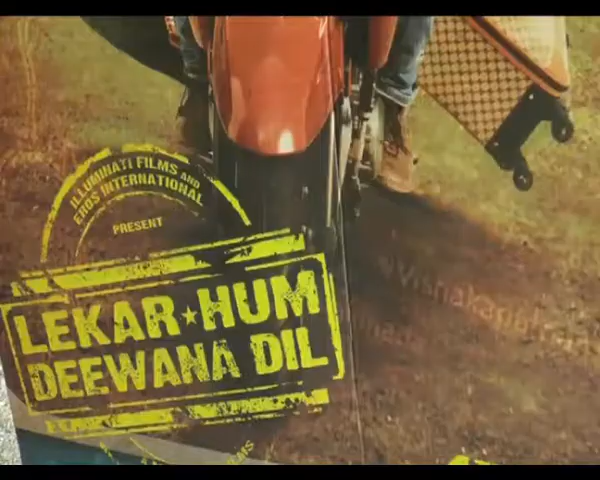 ILLUMINATI FILMS AND
EROS INTERNATIONAL
PRESENT
LEKAR★HUM
DEEWANA DIL